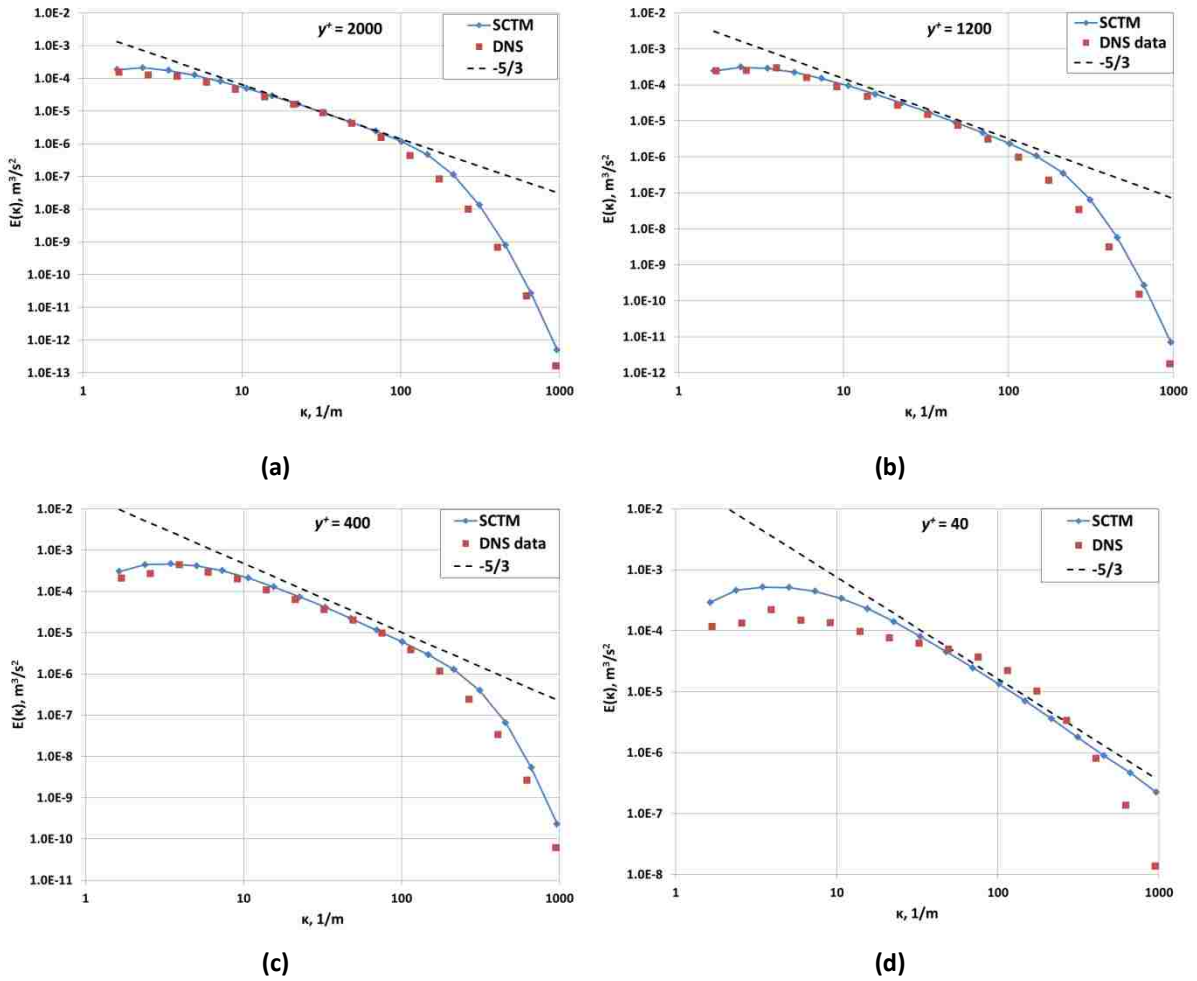 y+ = 2000
SCTM
DNS
-5/3
E(κ), m³/s²
1.0E-2
1.0E-3
1.0E-4
1.0E-5
1.0E-6
1.0E-7
1.0E-8
1.0E-9
1.0E-10
1.0E-11
1.0E-12
1.0E-13
1 10 100 1000
κ, 1/m
(a)
y+ = 1200
SCTM
DNS data
-5/3
E(κ), m³/s²
1.0E-2
1.0E-3
1.0E-4
1.0E-5
1.0E-6
1.0E-7
1.0E-8
1.0E-9
1.0E-10
1.0E-11
1.0E-12
1 10 100 1000
κ, 1/m
(b)
y+ = 400
SCTM
DNS data
-5/3
E(κ), m³/s²
1.0E-2
1.0E-3
1.0E-4
1.0E-5
1.0E-6
1.0E-7
1.0E-8
1.0E-9
1.0E-10
1.0E-11
1 10 100 1000
κ, 1/m
(c)
y+ = 40
SCTM
DNS
-5/3
E(κ), m³/s²
1.0E-2
1.0E-3
1.0E-4
1.0E-5
1.0E-6
1.0E-7
1.0E-8
1 10 100 1000
κ, 1/m
(d)